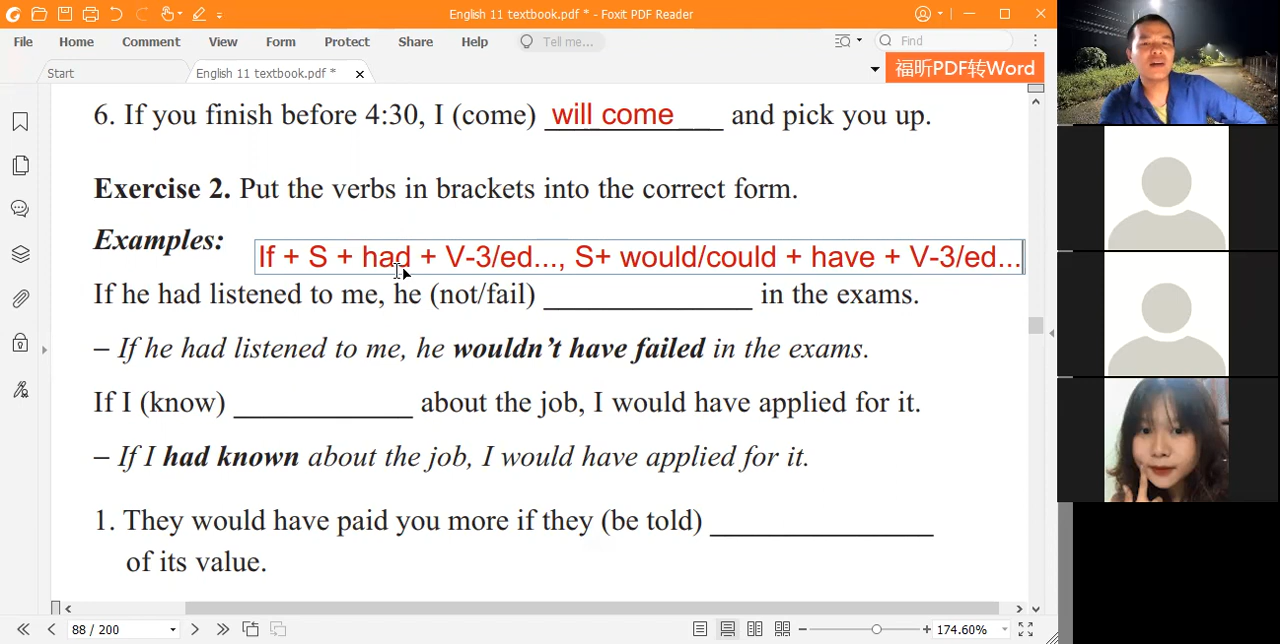 English 11 textbook.pdf * - Foxit PDF Reader
File Home Comment View Form Protect Share Help Tell me... Find
Start English 11 textbook.pdf * 福昕PDF转Word
6. If you finish before 4:30, I (come) will come ____ and pick you up.
Exercise 2. Put the verbs in brackets into the correct form.
Examples:
If + S + had + V-3/ed..., S+ would/could + have + V-3/ed...
If he had listened to me, he (not/fail) ____________ in the exams.
– If he had listened to me, he wouldn’t have failed in the exams.
If I (know) ____________ about the job, I would have applied for it.
– If I had known about the job, I would have applied for it.
1. They would have paid you more if they (be told) ____________
of its value.
88 / 200 174.60%